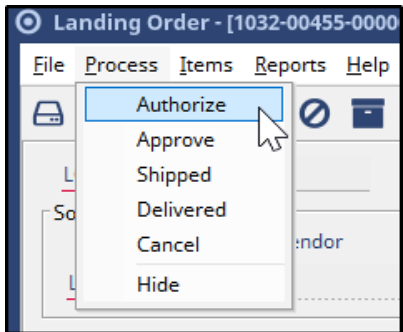 Landing Order - [1032-00455-0000
File Process Items Reports Help
Authorize
Approve
Shipped
Delivered
Cancel
Hide
L
So
endor
L